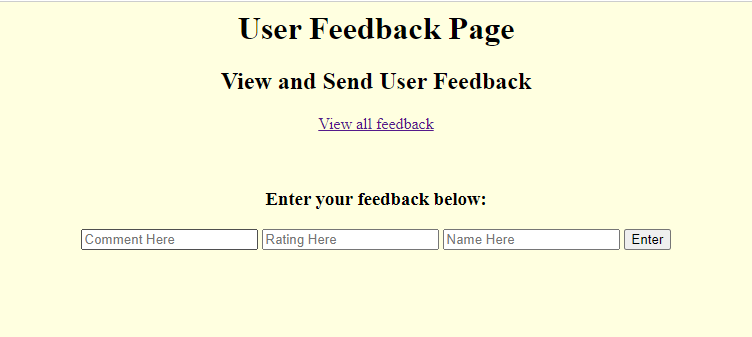 User Feedback Page
View and Send User Feedback
View all feedback
Enter your feedback below:
Comment Here Rating Here Name Here Enter